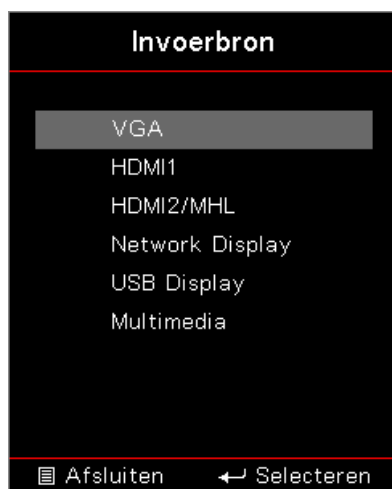 Invoerbron
VGA
HDMI1
HDMI2/MHL
Network Display
USB Display
Multimedia
Afsluiten Selecteren